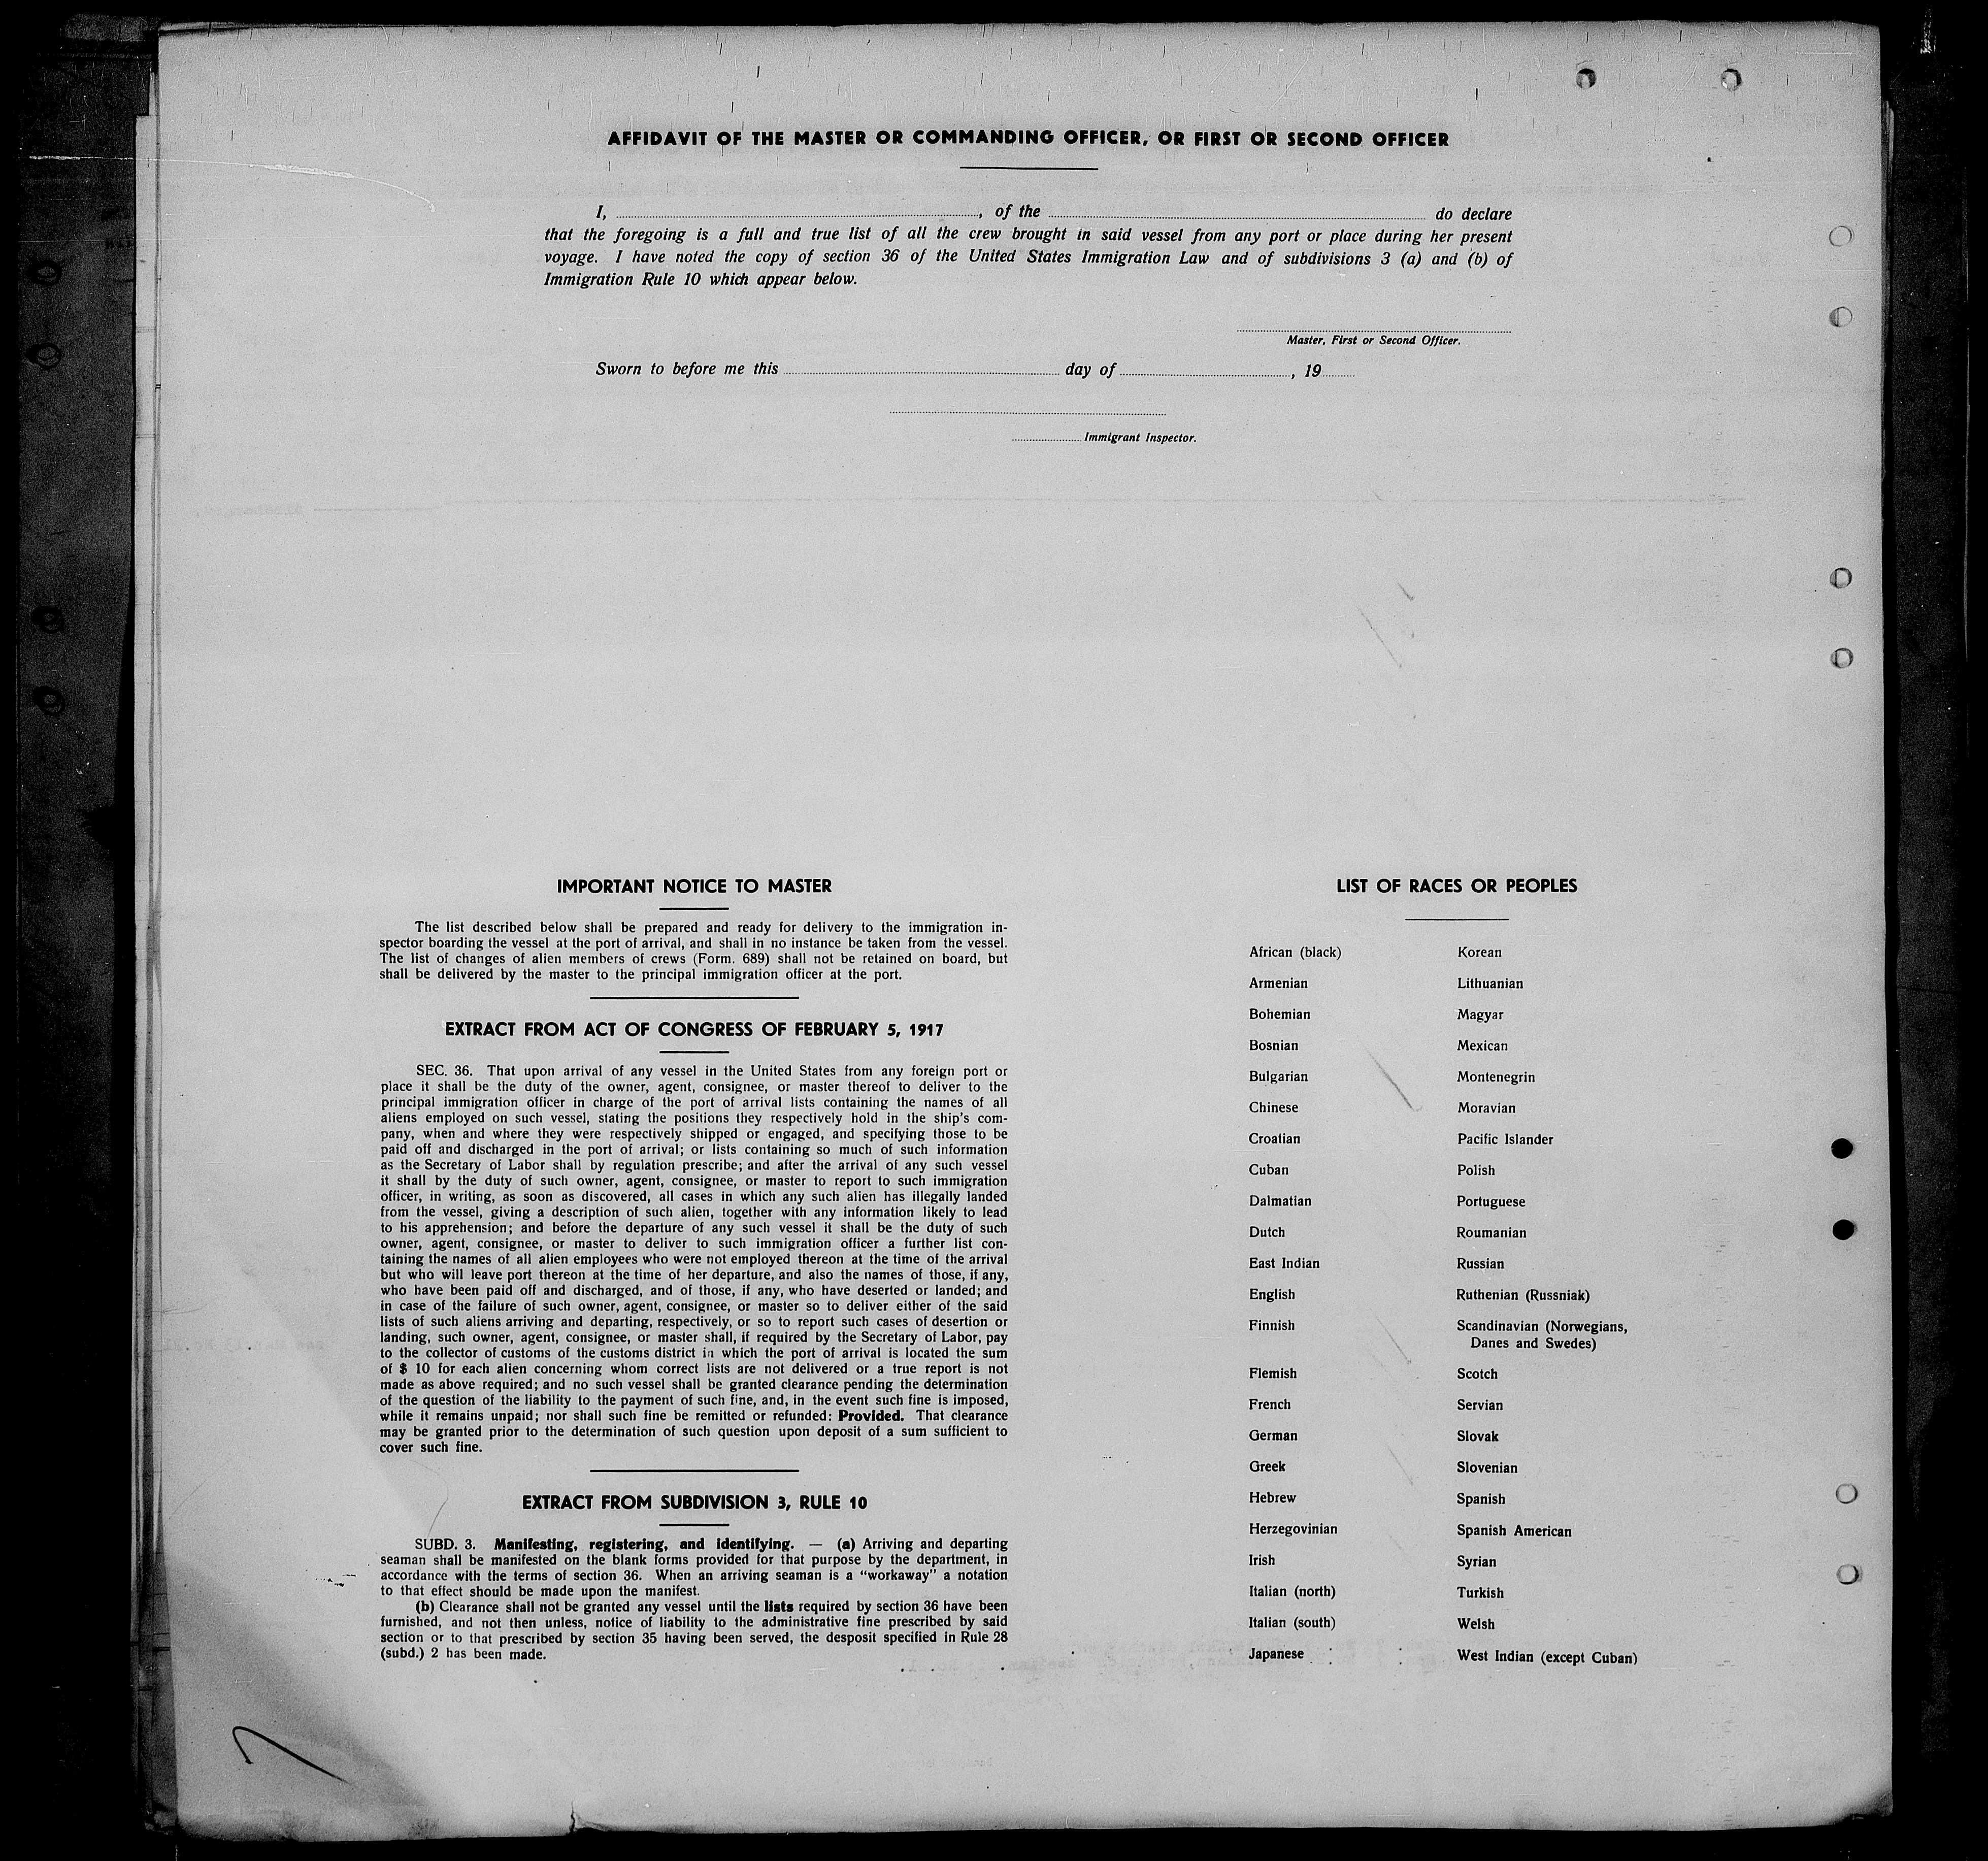 AFFIDAVIT OF THE MASTER OR COMMANDING OFFICER, OR FIRST OR SECOND OFFICER
I, , of the do declare
that the foregoing is a full and true list of all the crew brought in said vessel from any port or place during her present
voyage. I have noted the copy of section 36 of the United States Immigration Law and of subdivisions 3 (a) and (b) of
Immigration Rule 10 which appear below.
Master, First or Second Officer.
Sworn to before me this day of , 19
Immigrant Inspector.
IMPORTANT NOTICE TO MASTER
The list described below shall be prepared and ready for delivery to the immigration in-
spector boarding the vessel at the port of arrival, and shall in no instance be taken from the vessel.
The list of changes of alien members of crews (Form. 689) shall not be retained on board, but
shall be delivered by the master to the principal immigration officer at the port.
EXTRACT FROM ACT OF CONGRESS OF FEBRUARY 5, 1917
SEC. 36. That upon arrival of any vessel in the United States from any foreign port or
place it shall be the duty of the owner, agent, consignee, or master thereof to deliver to the
principal immigration officer in charge of the port of arrival lists containing the names of all
aliens employed on such vessel, stating the positions they respectively hold in the ship's com-
pany, when and where they were respectively shipped or engaged, and specifying those to be
paid off and discharged in the port of arrival; or lists containing so much of such information
as the Secretary of Labor shall by regulation prescribe; and after the arrival of any such vessel
it shall by the duty of such owner, agent, consignee, or master to report to such immigration
officer, in writing, as soon as discovered, all cases in which any such alien has illegally landed
from the vessel, giving a description of such alien, together with any information likely to lead
to his apprehension; and before the departure of any such vessel it shall be the duty of such
owner, agent, consignee, or master to deliver to such immigration officer a further list con-
taining the names of all alien employees who were not employed thereon at the time of the arrival
but who will leave port thereon at the time of her departure, and also the names of those, if any,
who have been paid off and discharged, and of those, if any, who have deserted or landed; and
in case of the failure of such owner, agent, consignee, or master so to deliver either of the said
lists of such aliens arriving and departing, respectively, or so to report such cases of desertion or
landing, such owner, agent, consignee, or master shall, if required by the Secretary of Labor, pay
to the collector of customs of the customs district in which the port of arrival is located the sum
of $ 10 for each alien concerning whom correct lists are not delivered or a true report is not
made as above required; and no such vessel shall be granted clearance pending the determination
of the question of the liability to the payment of such fine, and, in the event such fine is imposed,
while it remains unpaid; nor shall such fine be remitted or refunded: Provided. That clearance
may be granted prior to the determination of such question upon deposit of a sum sufficient to
cover such fine.
EXTRACT FROM SUBDIVISION 3, RULE 10
SUBD. 3. Manifesting, registering, and identifying. — (a) Arriving and departing
seaman shall be manifested on the blank forms provided for that purpose by the department, in
accordance with the terms of section 36. When an arriving seaman is a "workaway" a notation
to that effect should be made upon the manifest.
(b) Clearance shall not be granted any vessel until the lists required by section 36 have been
furnished, and not then unless, notice of liability to the administrative fine prescribed by said
section or to that prescribed by section 35 having been served, the desposit specified in Rule 28
(subd.) 2 has been made.
LIST OF RACES OR PEOPLES
African (black)
Armenian
Bohemian
Bosnian
Bulgarian
Chinese
Croatian
Cuban
Dalmatian
Dutch
East Indian
English
Finnish
Flemish
French
German
Greek
Hebrew
Herzegovinian
Irish
Italian (north)
Italian (south)
Japanese
Korean
Lithuanian
Magyar
Mexican
Montenegrin
Moravian
Pacific Islander
Polish
Portuguese
Roumanian
Russian
Ruthenian (Russniak)
Scandinavian (Norwegians,
Danes and Swedes)
Scotch
Servian
Slovak
Slovenian
Spanish
Spanish American
Syrian
Turkish
Welsh
West Indian (except Cuban)